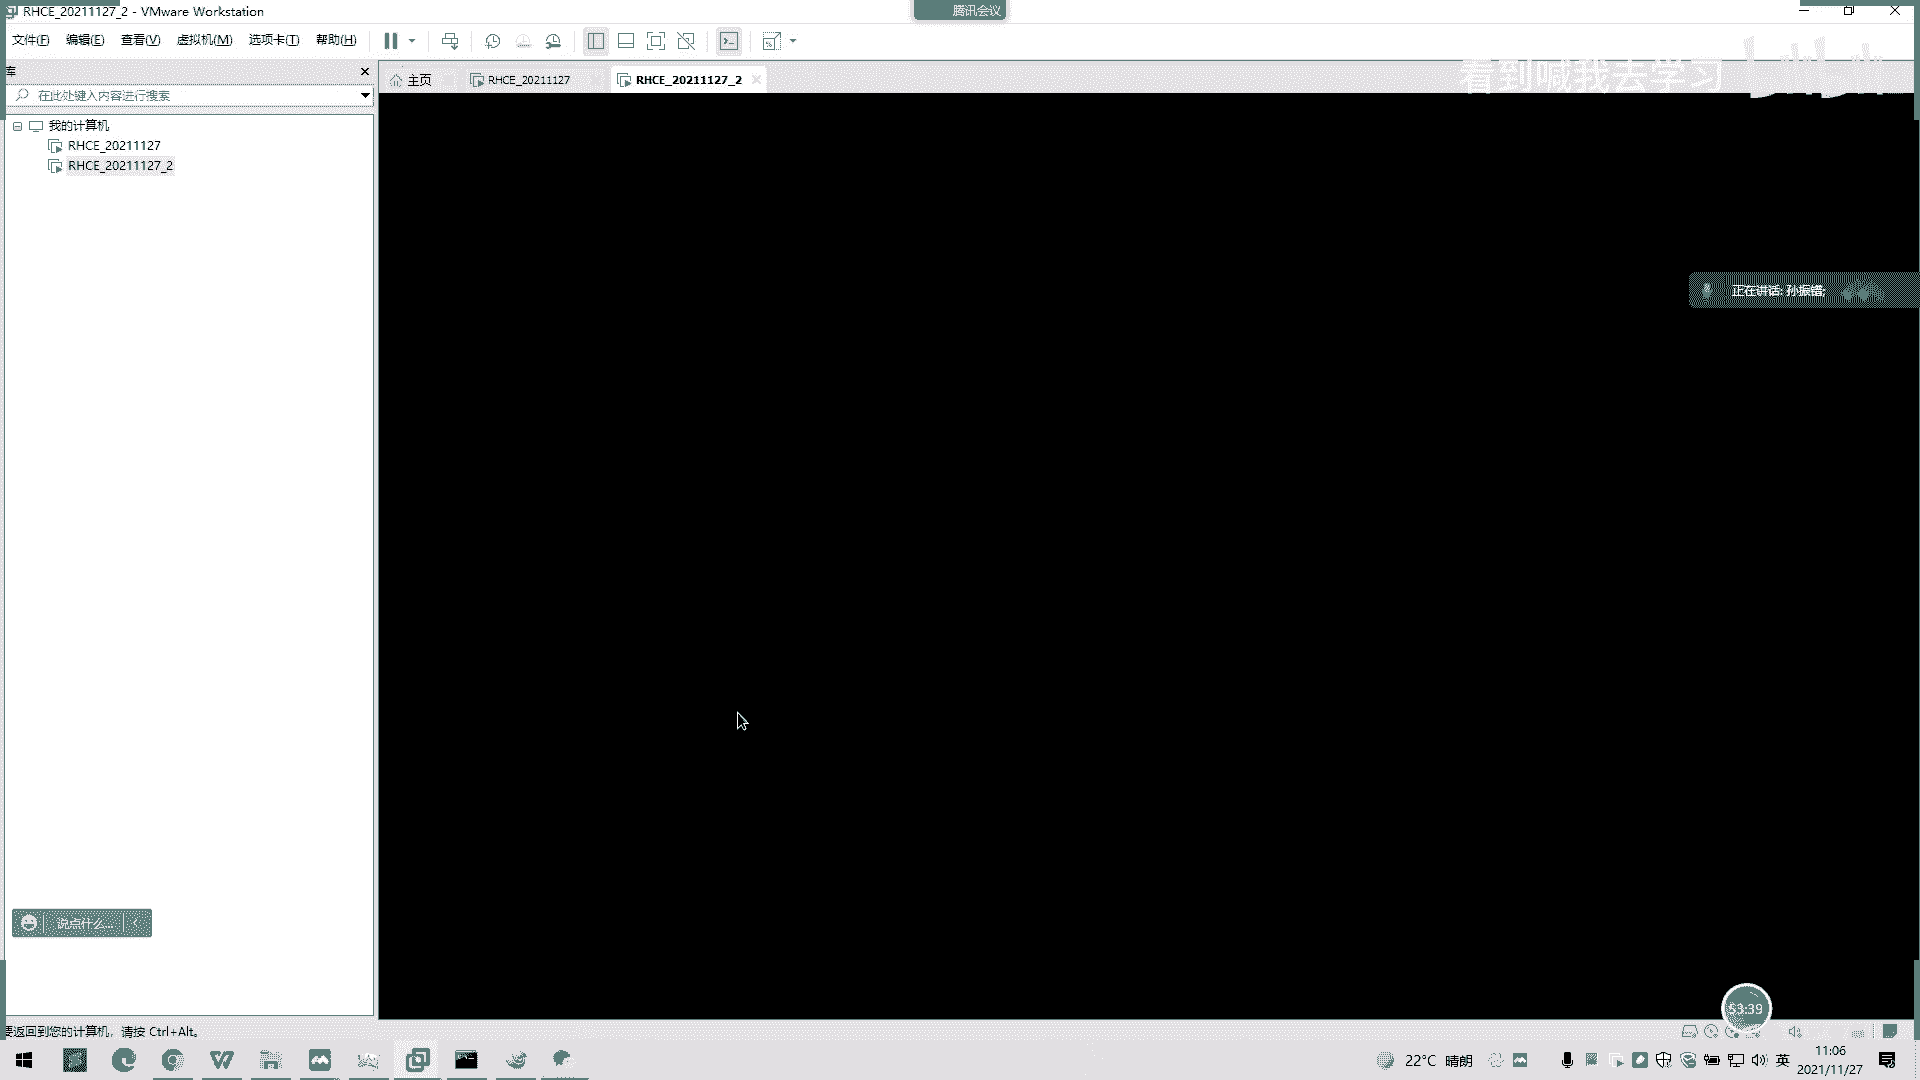 RHCE_20211127_2 - VMware Workstation
腾讯会议
文件(F) 编辑(E) 查看(V) 虚拟机(M) 选项卡(T) 帮助(H)
看到喊我去学习
bilibili
库
主页
RHCE_20211127
RHCE_20211127_2
在此处键入内容进行搜索
我的计算机
RHCE_20211127
RHCE_20211127_2
正在讲话:
说点什么...
53:39
要返回到您的计算机，请按 Ctrl+Alt。
22°C 晴朗
英
11:06
2021/11/27